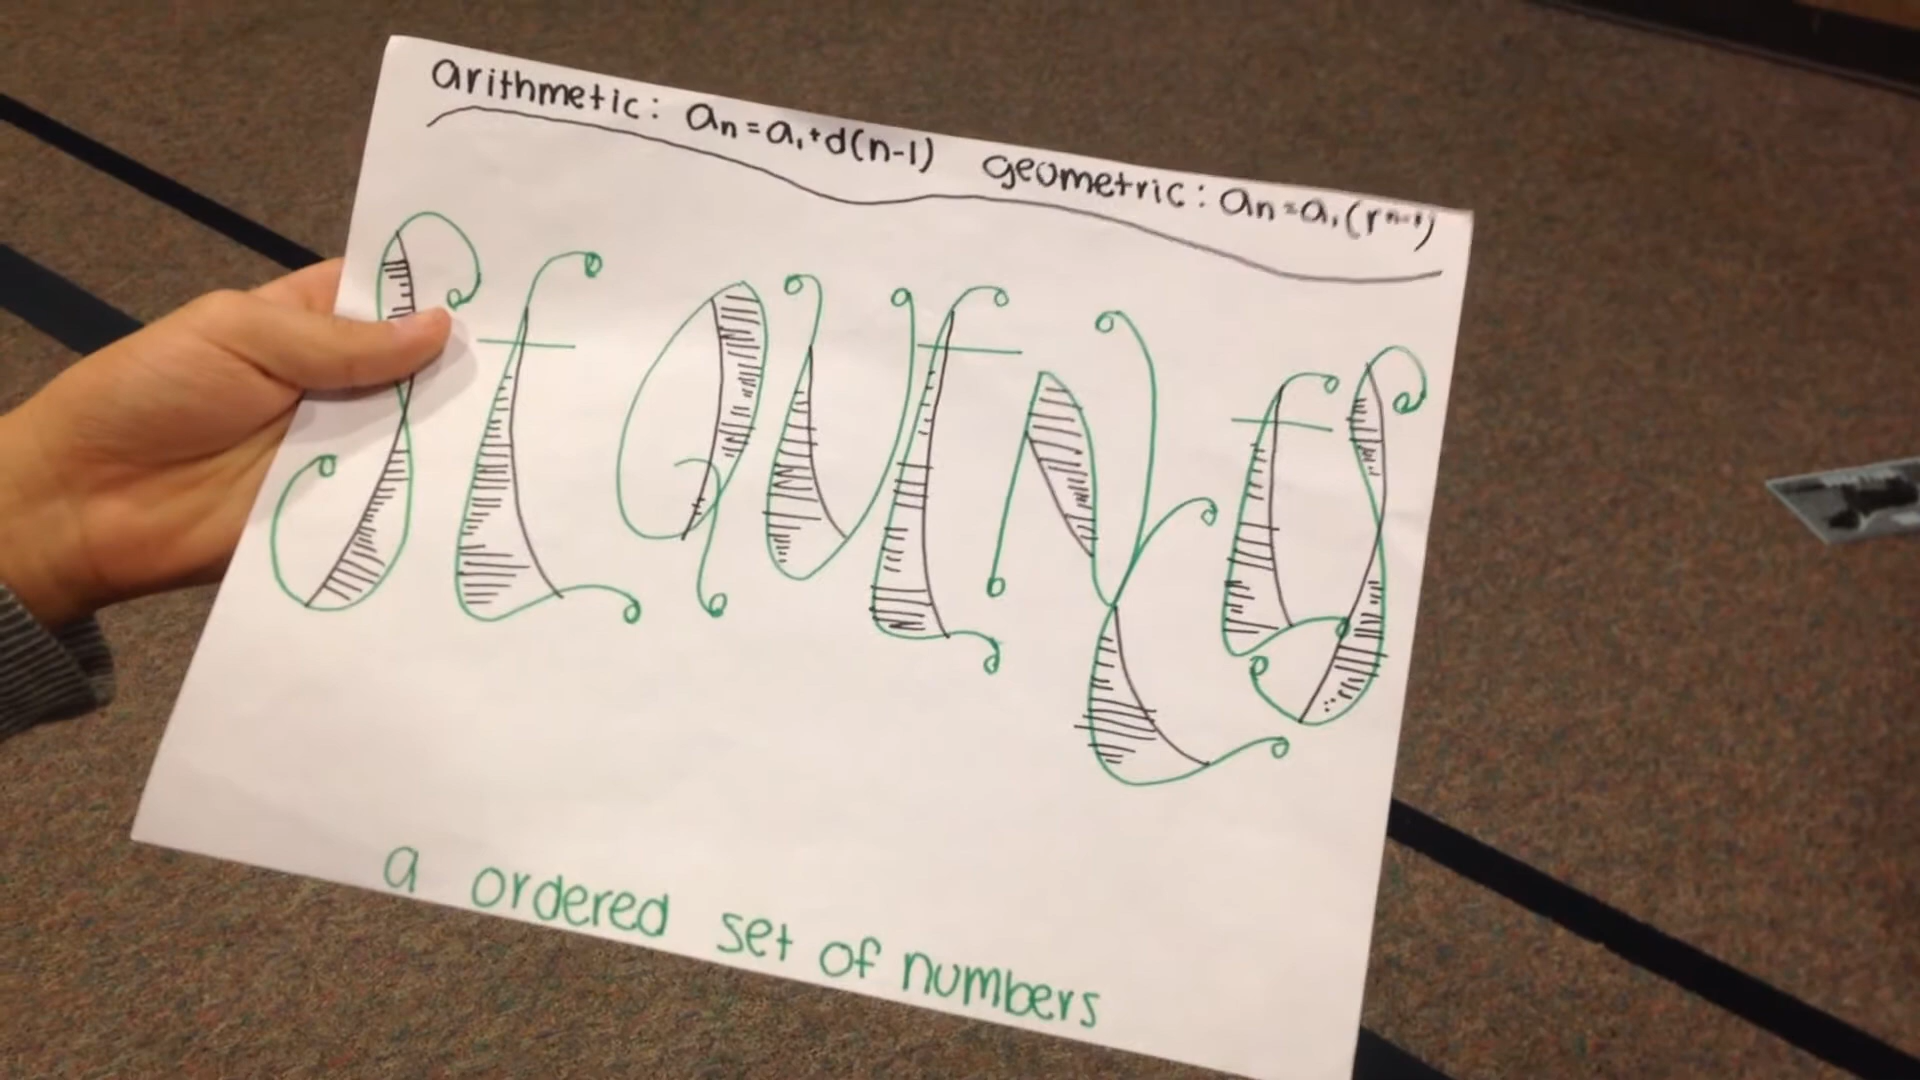 arithmetic: an = a1 + d(n-1) geometric: an = a1(r^n-1)
SEQUENCES
a ordered set of numbers